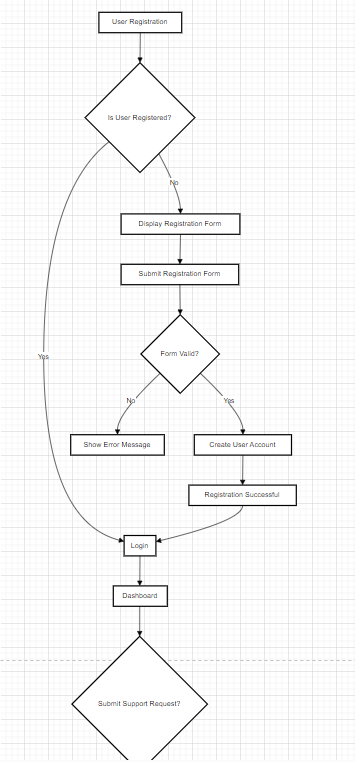 User Registration
Is User Registered?
No
Display Registration Form
Submit Registration Form
Form Valid?
Yes
No
Yes
Show Error Message
Create User Account
Registration Successful
Login
Dashboard
Submit Support Request?